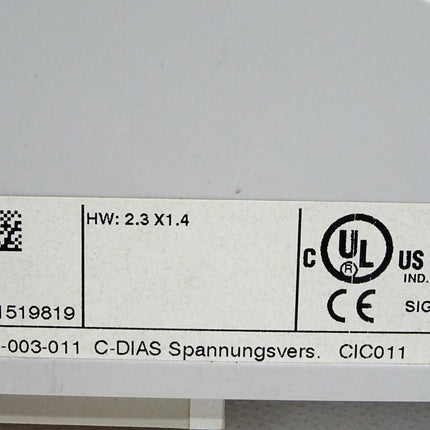 HW: 2.3 X1.4
C UL US
®
IND.
1519819
CE SIG
-003-011 C-DIAS Spannungsvers. CIC011